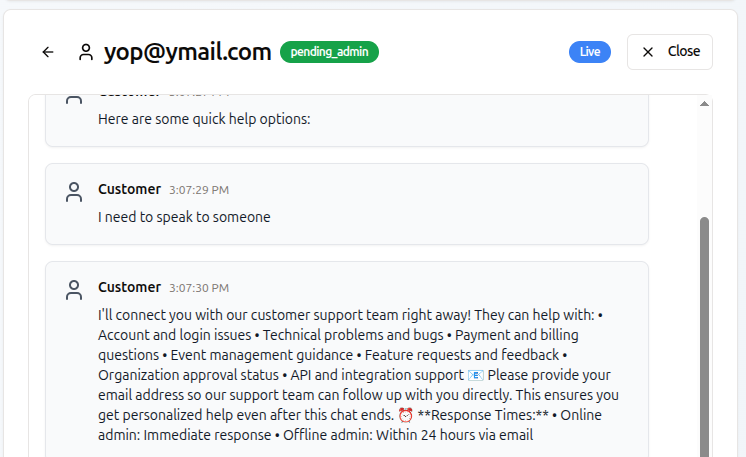 yop@ymail.com pending_admin Live Close
Customer
Here are some quick help options:
Customer 3:07:29 PM
I need to speak to someone
Customer 3:07:30 PM
I'll connect you with our customer support team right away! They can help with: •
Account and login issues • Technical problems and bugs • Payment and billing
questions • Event management guidance • Feature requests and feedback •
Organization approval status • API and integration support 📧 Please provide your
email address so our support team can follow up with you directly. This ensures you
get personalized help even after this chat ends. ⏰ **Response Times:** • Online
admin: Immediate response • Offline admin: Within 24 hours via email